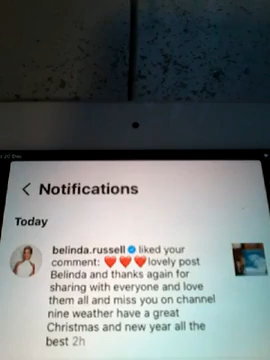 20 Dec
Notifications
Today
belinda.russell liked your
comment: ❤️❤️❤️lovely post
Belinda and thanks again for
sharing with everyone and love
them all and miss you on channel
nine weather have a great
Christmas and new year all the
best 2h